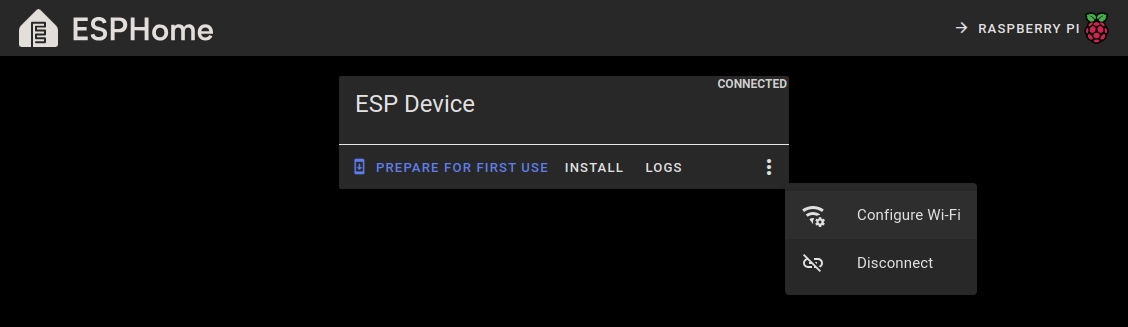 ESPHome
RASPBERRY PI
CONNECTED
ESP Device
PREPARE FOR FIRST USE INSTALL LOGS
Configure Wi-Fi
Disconnect